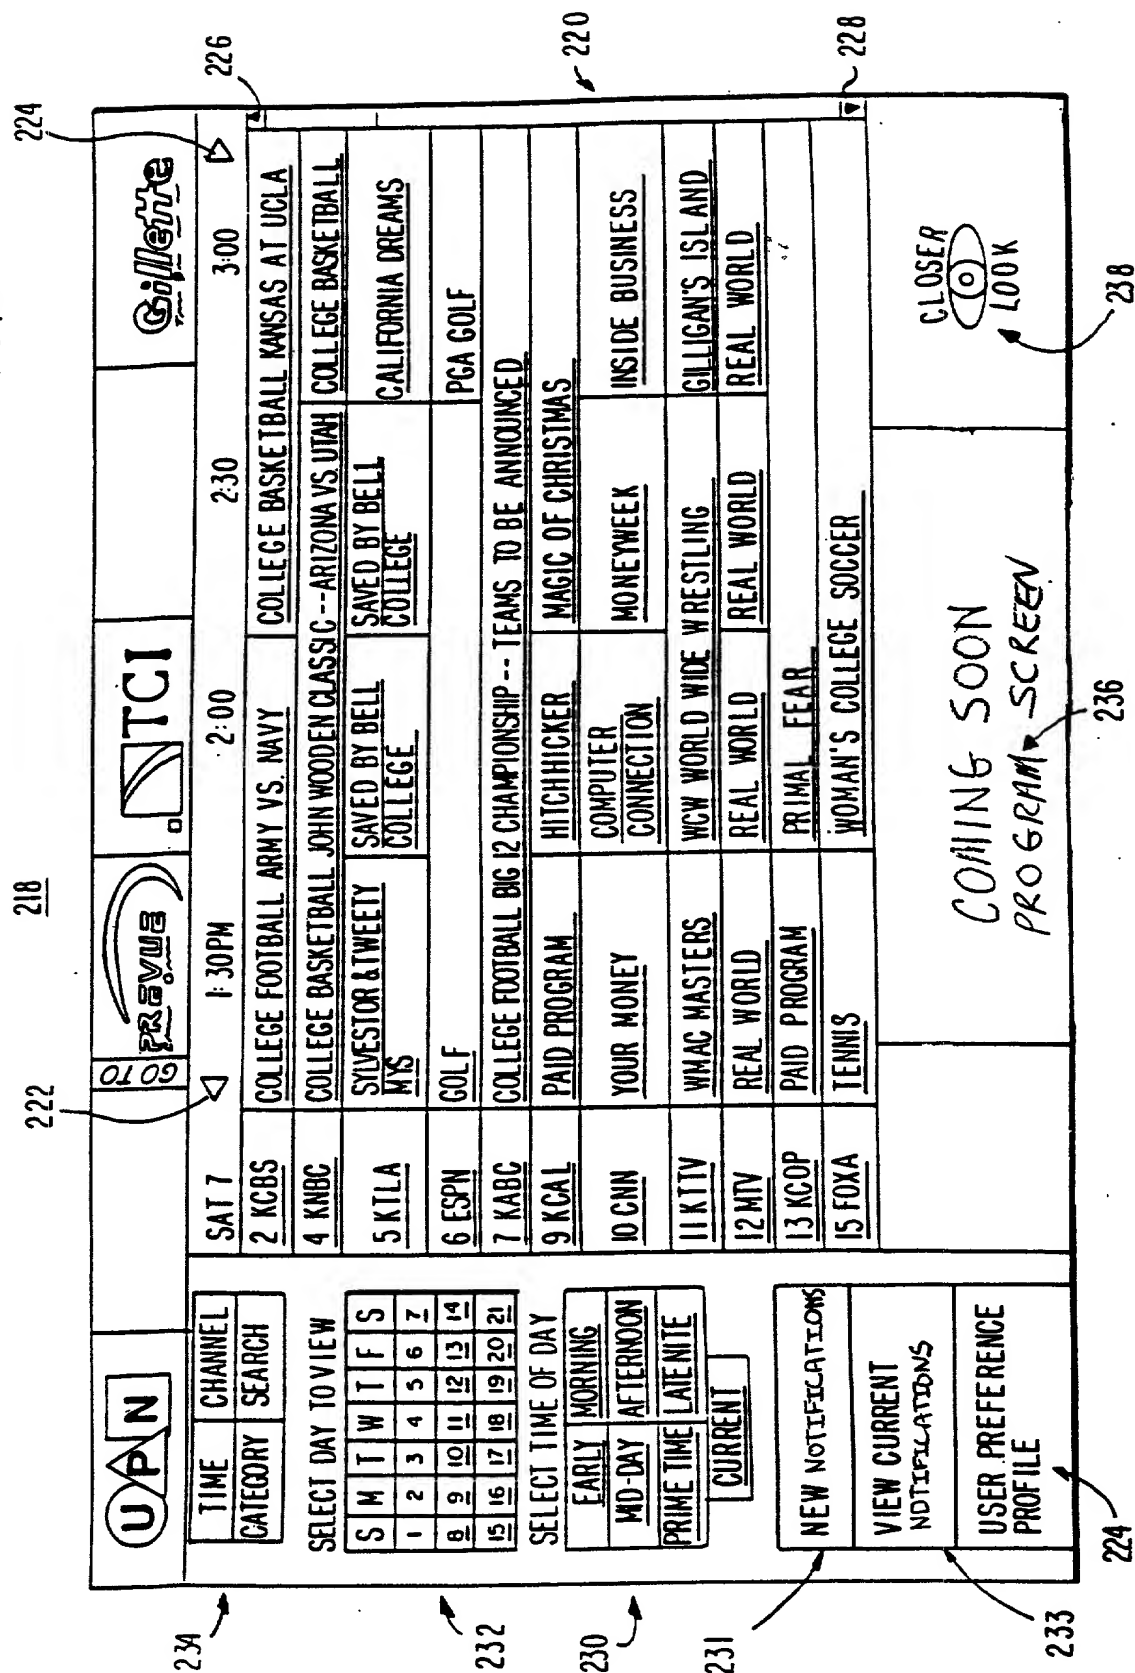 218
222
224
226
220
228
UPN
GO TO
PREVUE
TCI
Gillette
234
TIME CHANNEL
CATEGORY SEARCH
SELECT DAY TO VIEW
S M T W T F S
1 2 3 4 5 6 7
8 9 10 11 12 13 14
15 16 17 18 19 20 21
232
SELECT TIME OF DAY
EARLY MORNING
MID-DAY AFTERNOON
PRIME TIME LATE NITE
CURRENT
230
231
NEW NOTIFICATIONS
VIEW CURRENT
NOTIFICATIONS
233
USER PREFERENCE
PROFILE
224
SAT 7 1:30PM 2:00 2:30 3:00
2 KCBS COLLEGE FOOTBALL ARMY VS. NAVY COLLEGE BASKETBALL KANSAS AT UCLA
4 KNBC COLLEGE BASKETBALL JOHN WOODEN CLASSIC--ARIZONA VS. UTAH COLLEGE BASKETBALL
5 KTLA SYLVESTOR & TWEETY MYS SAVED BY BELL COLLEGE SAVED BY BELL COLLEGE CALIFORNIA DREAMS
6 ESPN GOLF PGA GOLF
7 KABC COLLEGE FOOTBALL BIG 12 CHAMPIONSHIP -- TEAMS TO BE ANNOUNCED
9 KCAL PAID PROGRAM HITCHHICKER MAGIC OF CHRISTMAS
10 CNN YOUR MONEY COMPUTER CONNECTION MONEYWEEK INSIDE BUSINESS
11 KTTV WMAC MASTERS WCW WORLD WIDE WRESTLING GILLIGAN'S ISLAND
12 MTV REAL WORLD REAL WORLD REAL WORLD REAL WORLD
13 KCOP PAID PROGRAM PRIMAL FEAR
15 FOXA TENNIS WOMAN'S COLLEGE SOCCER
COMING SOON
PROGRAM SCREEN
236
CLOSER
LOOK
238